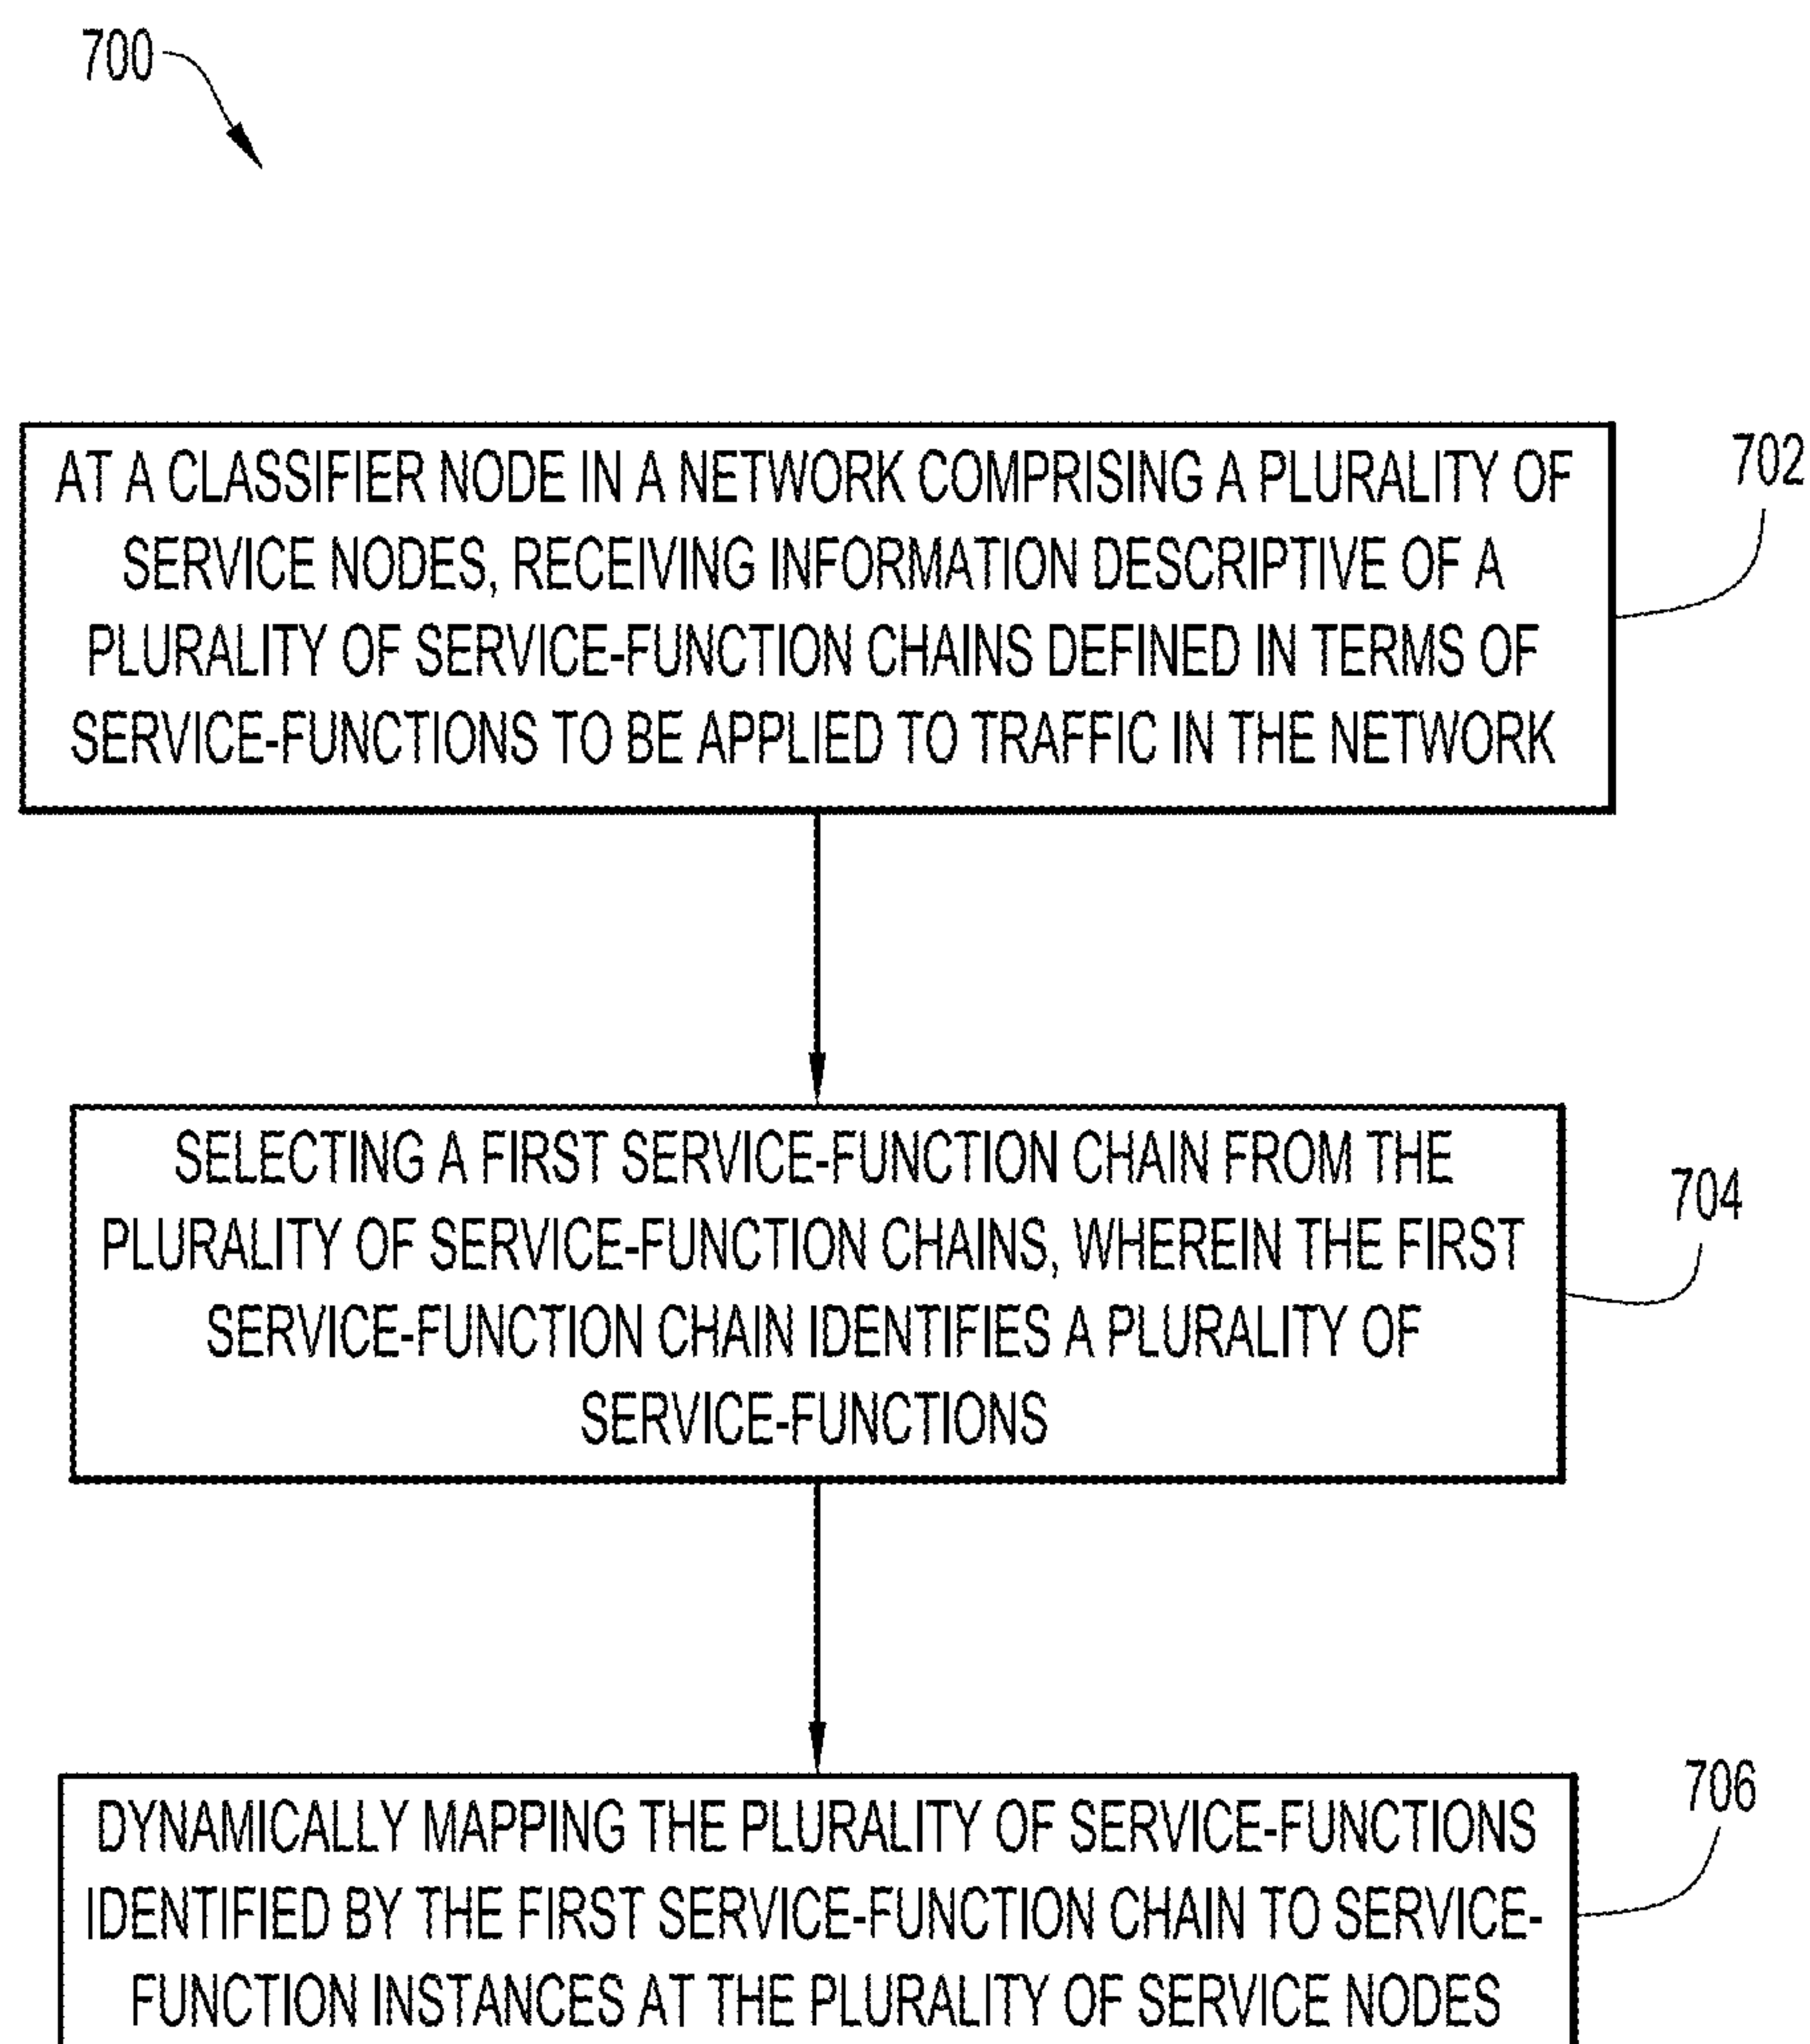 700
AT A CLASSIFIER NODE IN A NETWORK COMPRISING A PLURALITY OF
SERVICE NODES, RECEIVING INFORMATION DESCRIPTIVE OF A
PLURALITY OF SERVICE-FUNCTION CHAINS DEFINED IN TERMS OF
SERVICE-FUNCTIONS TO BE APPLIED TO TRAFFIC IN THE NETWORK
702
SELECTING A FIRST SERVICE-FUNCTION CHAIN FROM THE
PLURALITY OF SERVICE-FUNCTION CHAINS, WHEREIN THE FIRST
SERVICE-FUNCTION CHAIN IDENTIFIES A PLURALITY OF
SERVICE-FUNCTIONS
704
DYNAMICALLY MAPPING THE PLURALITY OF SERVICE-FUNCTIONS
IDENTIFIED BY THE FIRST SERVICE-FUNCTION CHAIN TO SERVICE-
FUNCTION INSTANCES AT THE PLURALITY OF SERVICE NODES
706